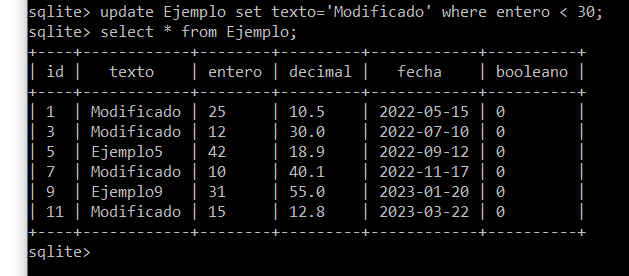 sqlite> update Ejemplo set texto='Modificado' where entero < 30;
sqlite> select * from Ejemplo;
+----+------------+--------+---------+------------+----------+
| id |   texto    | entero | decimal |   fecha    | booleano |
+----+------------+--------+---------+------------+----------+
| 1  | Modificado | 25     | 10.5    | 2022-05-15 | 0        |
| 3  | Modificado | 12     | 30.0    | 2022-07-10 | 0        |
| 5  | Ejemplo5   | 42     | 18.9    | 2022-09-12 | 0        |
| 7  | Modificado | 10     | 40.1    | 2022-11-17 | 0        |
| 9  | Ejemplo9   | 31     | 55.0    | 2023-01-20 | 0        |
| 11 | Modificado | 15     | 12.8    | 2023-03-22 | 0        |
+----+------------+--------+---------+------------+----------+
sqlite>